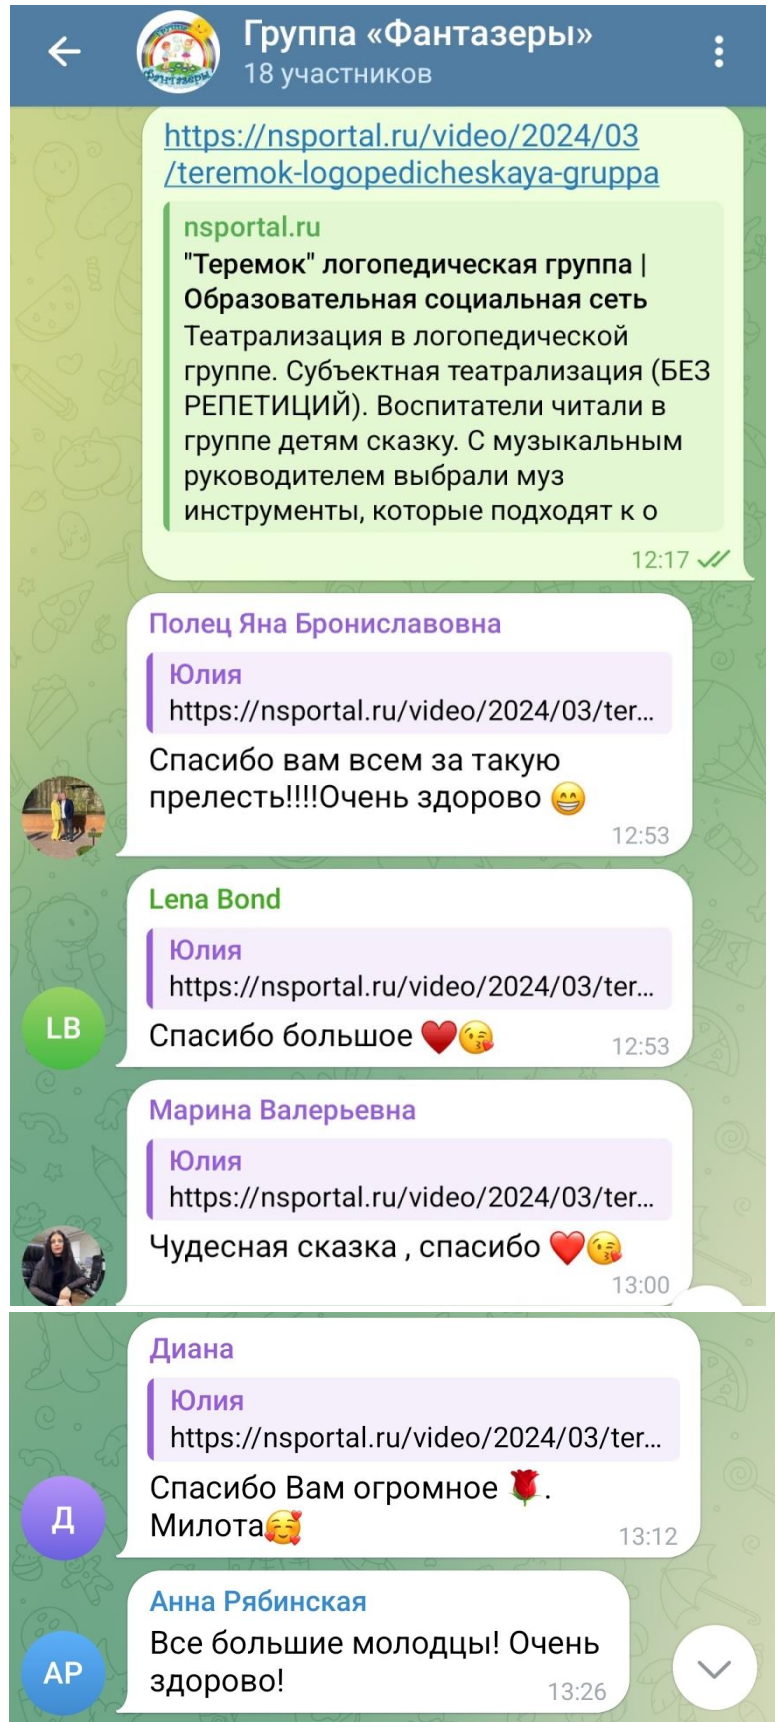 Группа «Фантазеры»
18 участников
https://nsportal.ru/video/2024/03
/teremok-logopedicheskaya-gruppa
nsportal.ru
"Теремок" логопедическая группа |
Образовательная социальная сеть
Театрализация в логопедической
группе. Субъектная театрализация (БЕЗ
РЕПЕТИЦИЙ). Воспитатели читали в
группе детям сказку. С музыкальным
руководителем выбрали муз
инструменты, которые подходят к о
12:17
Полец Яна Брониславовна
Юлия
https://nsportal.ru/video/2024/03/ter...
Спасибо вам всем за такую
прелесть!!!!Очень здорово 😁
12:53
Lena Bond
Юлия
https://nsportal.ru/video/2024/03/ter...
LB
Спасибо большое ♥️😘
12:53
Марина Валерьевна
Юлия
https://nsportal.ru/video/2024/03/ter...
Чудесная сказка , спасибо ❤️😘
13:00
Диана
Юлия
https://nsportal.ru/video/2024/03/ter...
Д
Спасибо Вам огромное 🌹.
Милота🥰
13:12
Анна Рябинская
АР
Все большие молодцы! Очень
здорово!
13:26